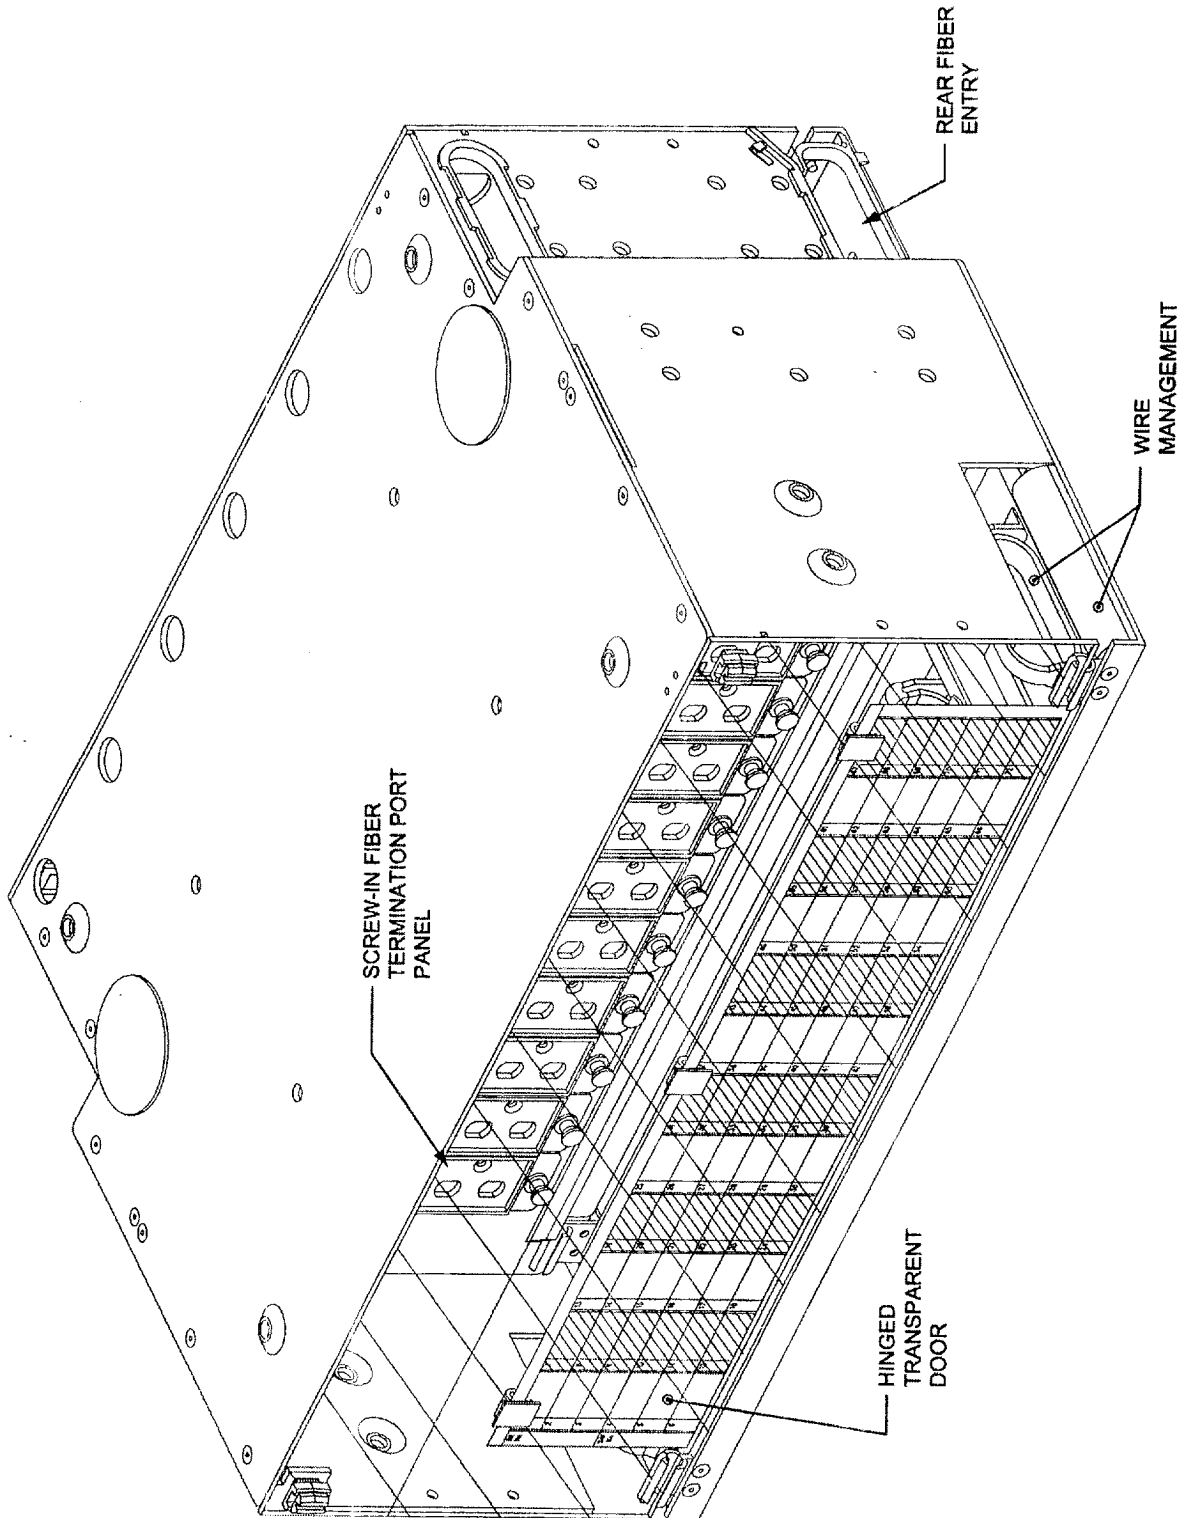 REAR FIBER
ENTRY
WIRE
MANAGEMENT
SCREW-IN FIBER
TERMINATION PORT
PANEL
HINGED
TRANSPARENT
DOOR